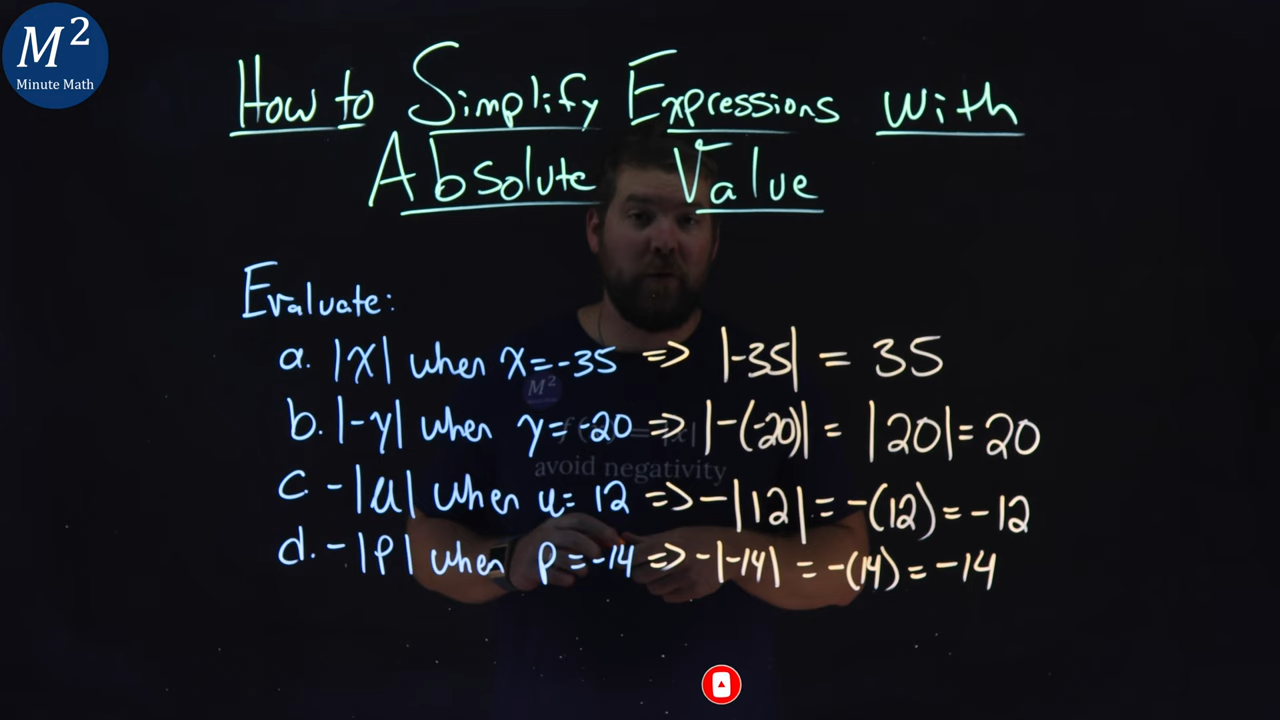 M²
Minute Math
How to Simplify Expressions with
Absolute Value
Evaluate:
a. |x| when x=-35 => |-35| = 35
b. |-y| when y=-20 => |-(-20)| = |20| = 20
c. -|u| when u= 12 => -|12| = -(12) = -12
d. -|p| when p=-14 => -|-14| = -(14) = -14
M²
avoid negativity